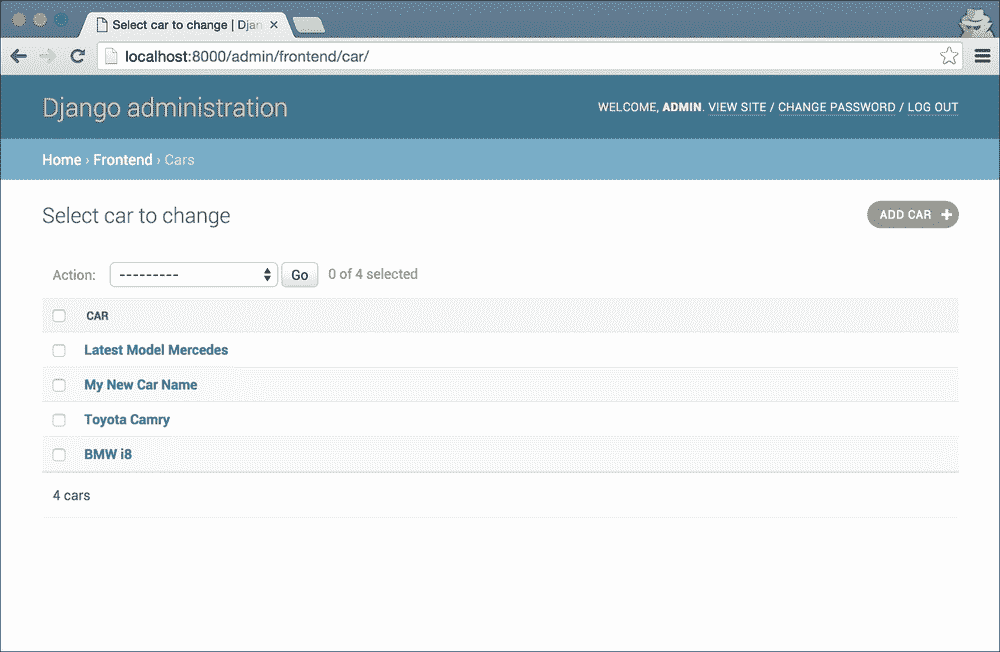 Select car to change | Djan
localhost:8000/admin/frontend/car/
Django administration
WELCOME, ADMIN. VIEW SITE / CHANGE PASSWORD / LOG OUT
Home › Frontend › Cars
Select car to change
ADD CAR +
Action: --------- Go 0 of 4 selected
CAR
Latest Model Mercedes
My New Car Name
Toyota Camry
BMW i8
4 cars